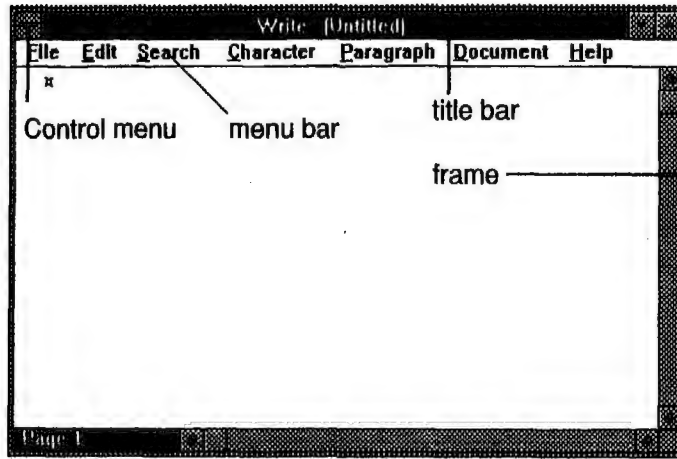 Write - (Untitled)
File Edit Search Character Paragraph Document Help
¤
title bar
Control menu menu bar
frame
Page 1